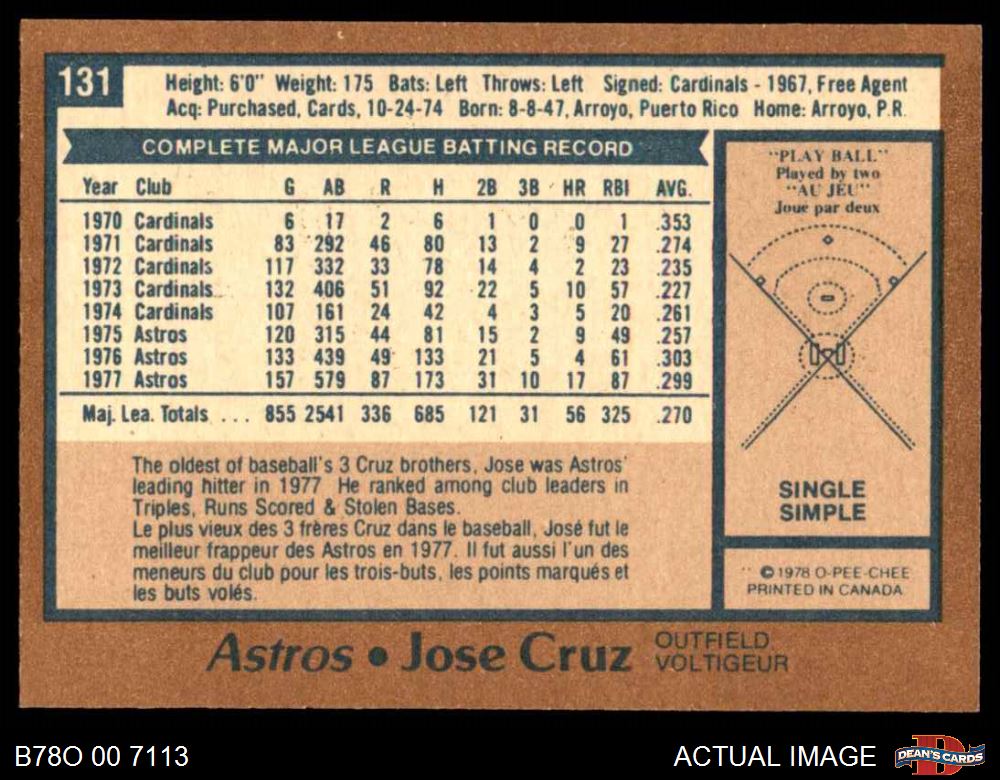 131
Height: 6'0" Weight: 175 Bats: Left Throws: Left Signed: Cardinals - 1967, Free Agent
Acq: Purchased, Cards, 10-24-74 Born: 8-8-47, Arroyo, Puerto Rico Home: Arroyo, P.R.
COMPLETE MAJOR LEAGUE BATTING RECORD
Year Club G AB R H 2B 3B HR RBI AVG.
1970 Cardinals 6 17 2 6 1 0 0 1 .353
1971 Cardinals 83 292 46 80 13 2 9 27 .274
1972 Cardinals 117 332 33 78 14 4 2 23 .235
1973 Cardinals 132 406 51 92 22 5 10 57 .227
1974 Cardinals 107 161 24 42 4 3 5 20 .261
1975 Astros 120 315 44 81 15 2 9 49 .257
1976 Astros 133 439 49 133 21 5 4 61 .303
1977 Astros 157 579 87 173 31 10 17 87 .299
Maj. Lea. Totals . . . 855 2541 336 685 121 31 56 325 .270
The oldest of baseball's 3 Cruz brothers, Jose was Astros'
leading hitter in 1977 He ranked among club leaders in
Triples, Runs Scored & Stolen Bases.
Le plus vieux des 3 frères Cruz dans le baseball, José fut le
meilleur frappeur des Astros en 1977. Il fut aussi l'un des
meneurs du club pour les trois-buts, les points marqués et
les buts volés.
"PLAY BALL"
Played by two
"AU JEU"
Joue par deux
SINGLE
SIMPLE
© 1978 O-PEE-CHEE
PRINTED IN CANADA
Astros • Jose Cruz OUTFIELD
VOLTIGEUR
B78O 00 7113
ACTUAL IMAGE
D
DEAN'S CARDS